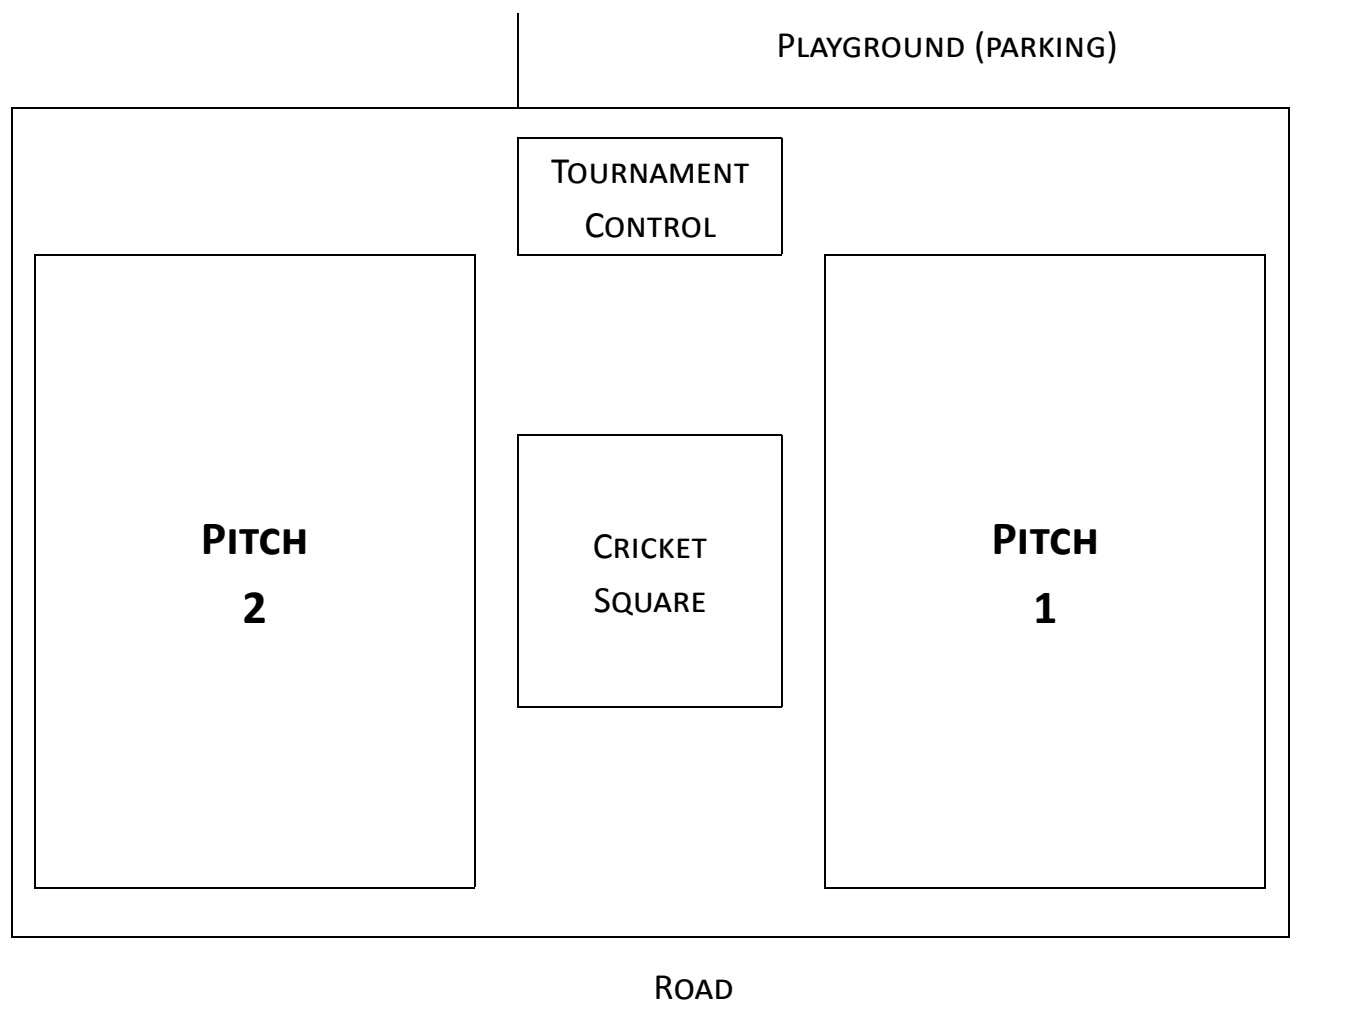 Playground (parking)
Tournament
Control
Pitch
2
Cricket
Square
Pitch
1
Road